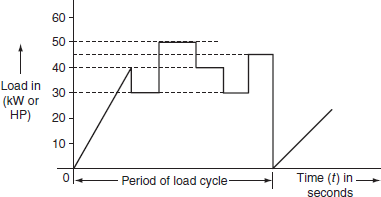 60
50
40
30
20
10
0
Load in
(kW or
HP)
Period of load cycle
Time (t) in
seconds